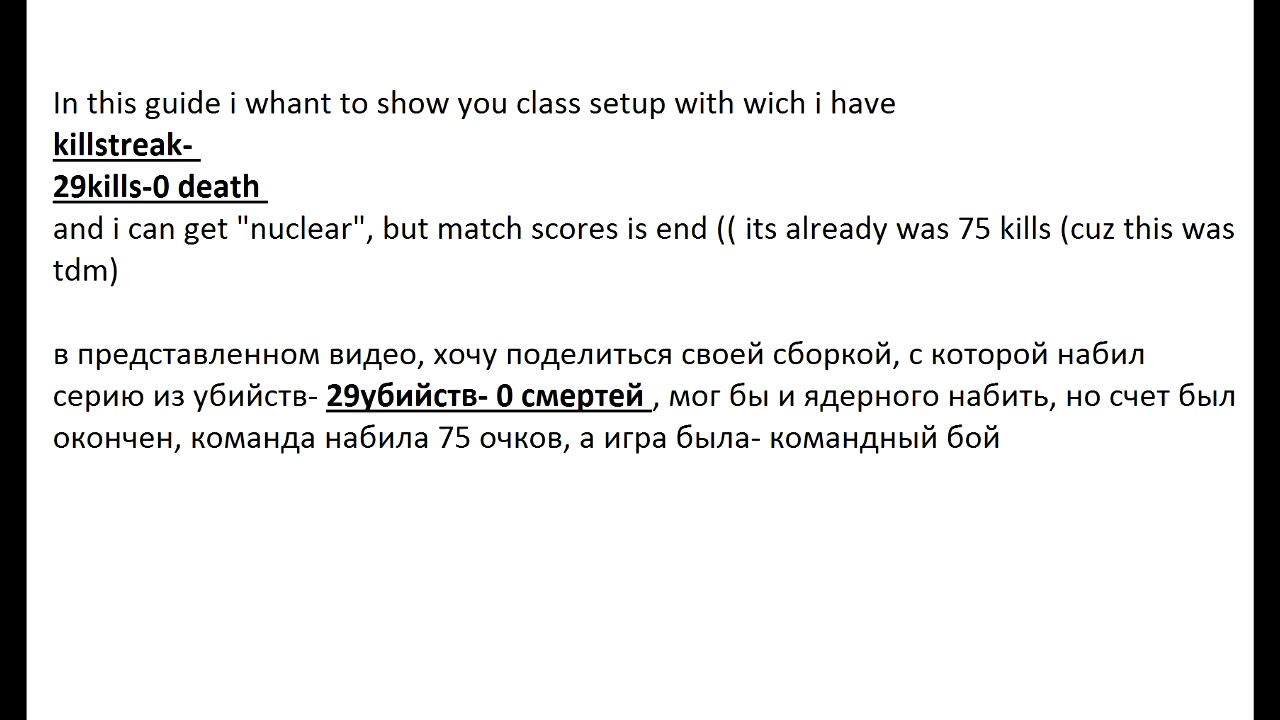 In this guide i whant to show you class setup with wich i have
killstreak-
29kills-0 death
and i can get "nuclear", but match scores is end (( its already was 75 kills (cuz this was
tdm)
в представленном видео, хочу поделиться своей сборкой, с которой набил
серию из убийств- 29убийств- 0 смертей , мог бы и ядерного набить, но счет был
окончен, команда набила 75 очков, а игра была- командный бой